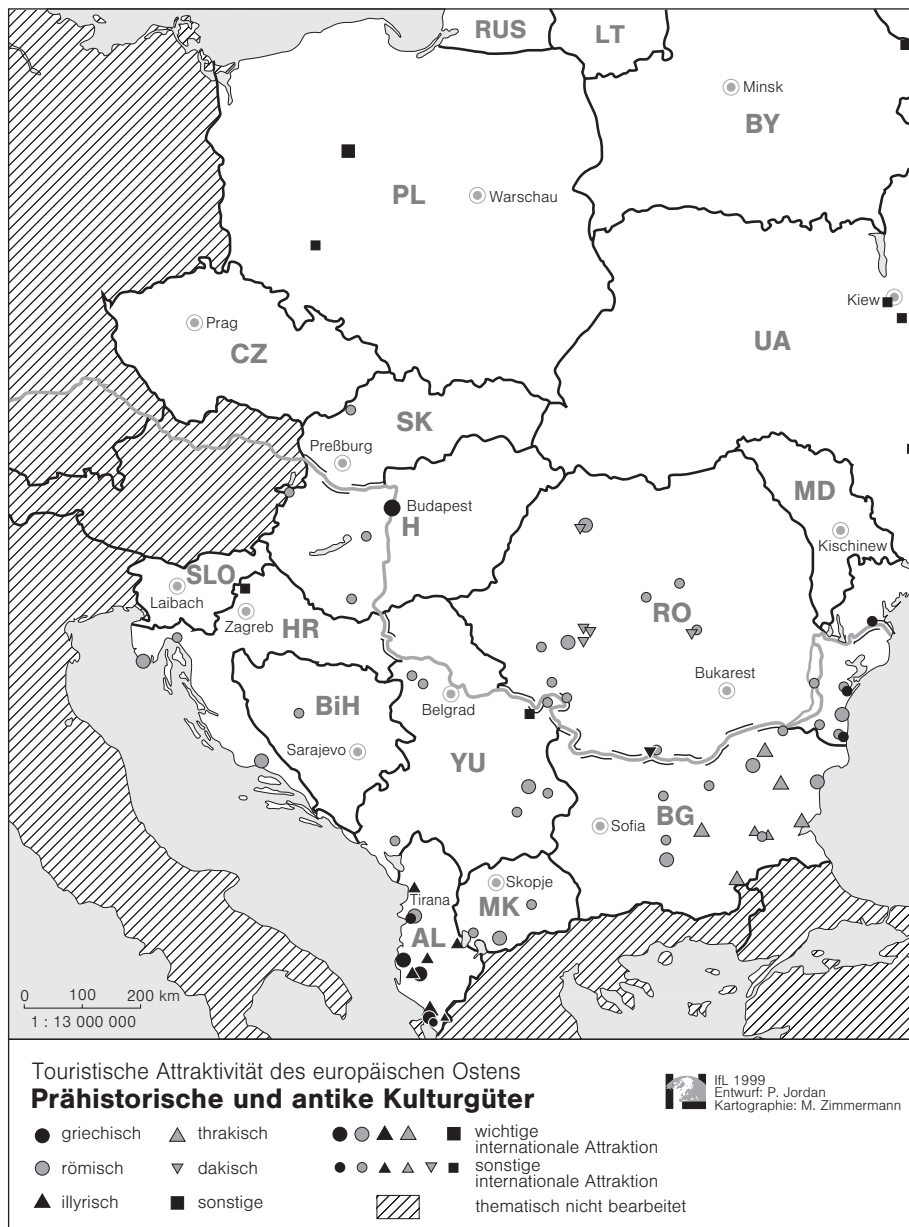 RUS
LT
Minsk
BY
PL
Warschau
Kiew
Prag
CZ
UA
SK
Preßburg
MD
Budapest
H
Kischinew
SLO
Laibach
RO
Zagreb
HR
Bukarest
BiH
Belgrad
Sarajevo
YU
BG
Sofia
Skopje
Tirana
MK
AL
0 100 200 km
1 : 13 000 000
Touristische Attraktivität des europäischen Ostens
Prähistorische und antike Kulturgüter
IfL 1999
Entwurf: P. Jordan
Kartographie: M. Zimmermann
griechisch thrakisch wichtige
internationale Attraktion
römisch dakisch sonstige
internationale Attraktion
illyrisch sonstige thematisch nicht bearbeitet